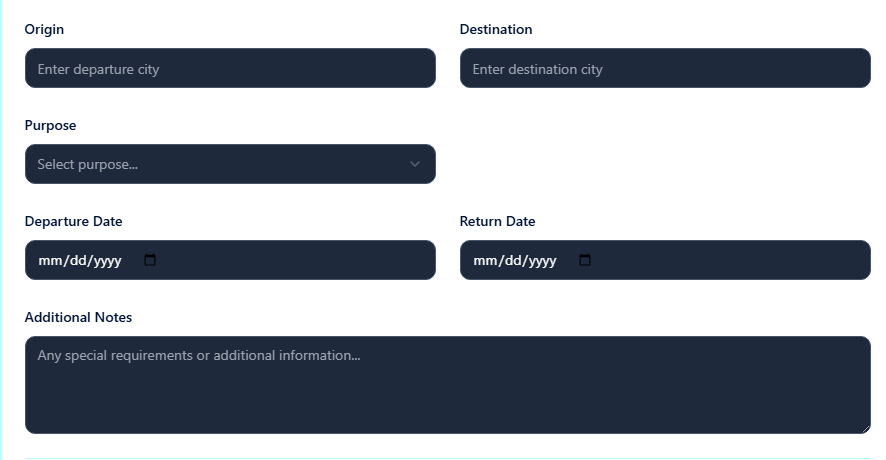 Origin
Destination
Enter departure city
Enter destination city
Purpose
Select purpose...
Departure Date
Return Date
mm/dd/yyyy
mm/dd/yyyy
Additional Notes
Any special requirements or additional information...